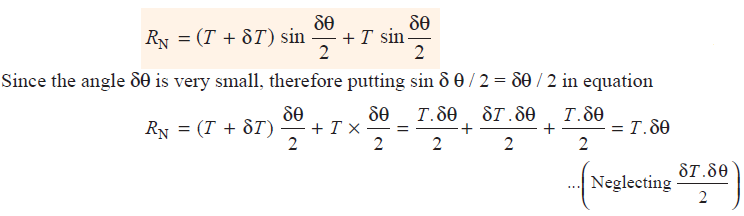 R_N = (T + δT) sin δθ/2 + T sin δθ/2
Since the angle δθ is very small, therefore putting sin δ θ / 2 = δθ / 2 in equation
R_N = (T + δT) δθ/2 + T × δθ/2 = T.δθ/2 + δT.δθ/2 + T.δθ/2 = T.δθ
...(Neglecting δT.δθ/2)